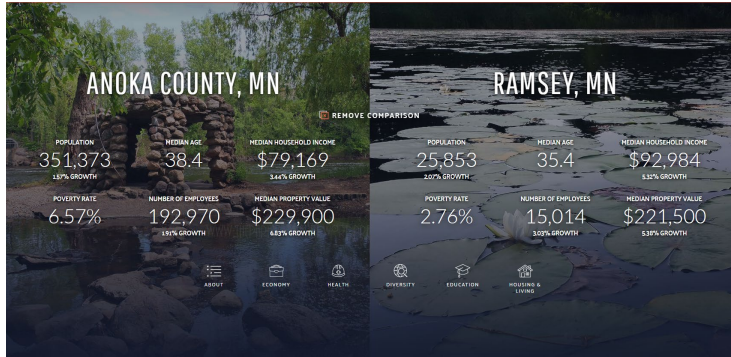 ANOKA COUNTY, MN
REMOVE COMPARISON
POPULATION
351,373
1.57% GROWTH
MEDIAN AGE
38.4
MEDIAN HOUSEHOLD INCOME
$79,169
3.44% GROWTH
POVERTY RATE
6.57%
NUMBER OF EMPLOYEES
192,970
1.91% GROWTH
MEDIAN PROPERTY VALUE
$229,900
6.83% GROWTH
RAMSEY, MN
POPULATION
25,853
2.07% GROWTH
MEDIAN AGE
35.4
MEDIAN HOUSEHOLD INCOME
$92,984
5.32% GROWTH
POVERTY RATE
2.76%
NUMBER OF EMPLOYEES
15,014
3.03% GROWTH
MEDIAN PROPERTY VALUE
$221,500
5.38% GROWTH
ABOUT
ECONOMY
HEALTH
DIVERSITY
EDUCATION
HOUSING &
LIVING